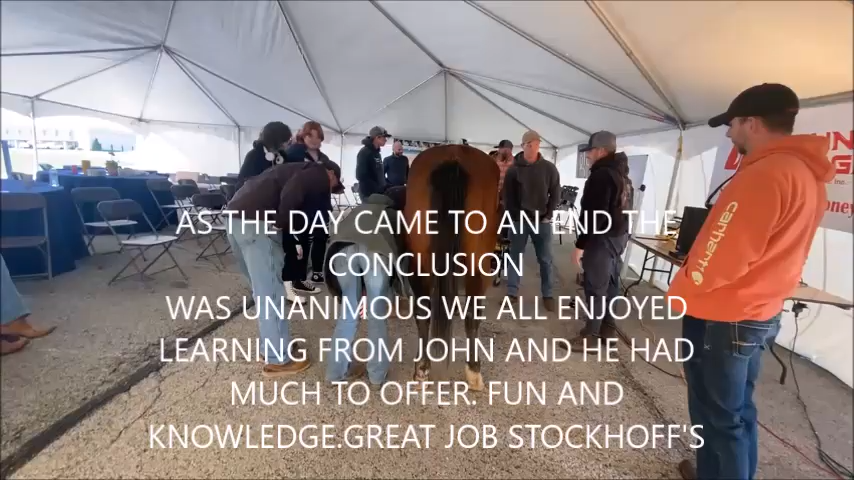 AS THE DAY CAME TO AN END THE
CONCLUSION
WAS UNANIMOUS WE ALL ENJOYED
LEARNING FROM JOHN AND HE HAD
MUCH TO OFFER. FUN AND
KNOWLEDGE.GREAT JOB STOCKHOFF'S
carhartt